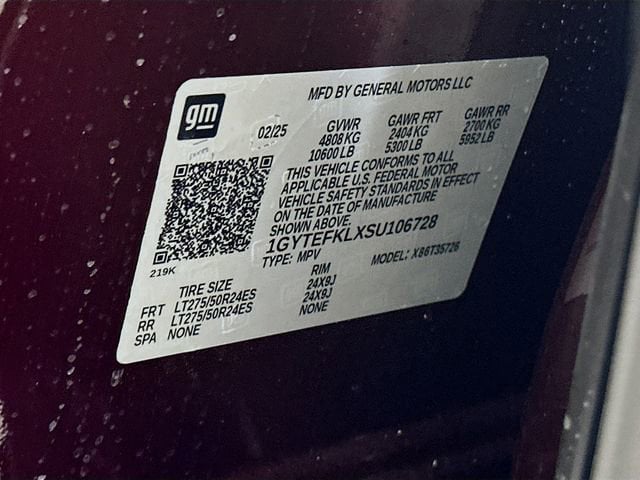 gm
MFD BY GENERAL MOTORS LLC
02/25
GVWR GAWR FRT GAWR RR
4808 KG 2404 KG 2700 KG
10600 LB 5300 LB 5952 LB
THIS VEHICLE CONFORMS TO ALL
APPLICABLE U.S. FEDERAL MOTOR
VEHICLE SAFETY STANDARDS IN EFFECT
ON THE DATE OF MANUFACTURE
SHOWN ABOVE.
1GYTEFKLXSU106728
TYPE: MPV MODEL: X86T35726
219K
TIRE SIZE RIM
FRT LT275/50R24ES 24X9J
RR LT275/50R24ES 24X9J
SPA NONE NONE